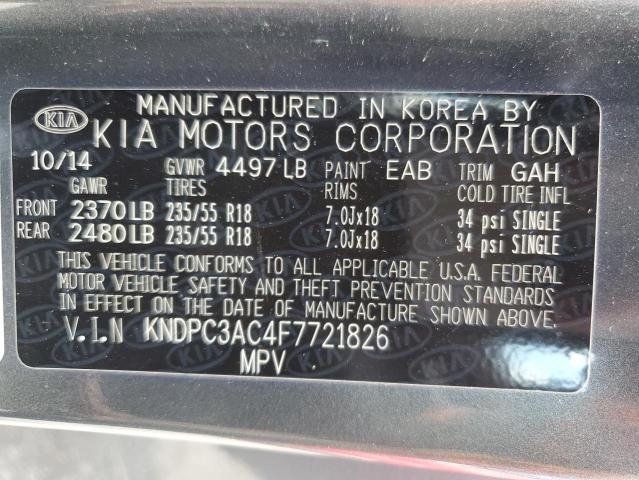 MANUFACTURED IN KOREA BY
KIA KIA MOTORS CORPORATION
10/14 GVWR 4497 LB PAINT EAB TRIM GAH
GAWR TIRES RIMS COLD TIRE INFL
FRONT 2370 LB 235/55 R18 7.0Jx18 34 psi SINGLE
REAR 2480 LB 235/55 R18 7.0Jx18 34 psi SINGLE
THIS VEHICLE CONFORMS TO ALL APPLICABLE U.S.A. FEDERAL
MOTOR VEHICLE SAFETY AND THEFT PREVENTION STANDARDS
IN EFFECT ON THE DATE OF MANUFACTURE SHOWN ABOVE.
V.I.N KNDPC3AC4F7721826
MPV